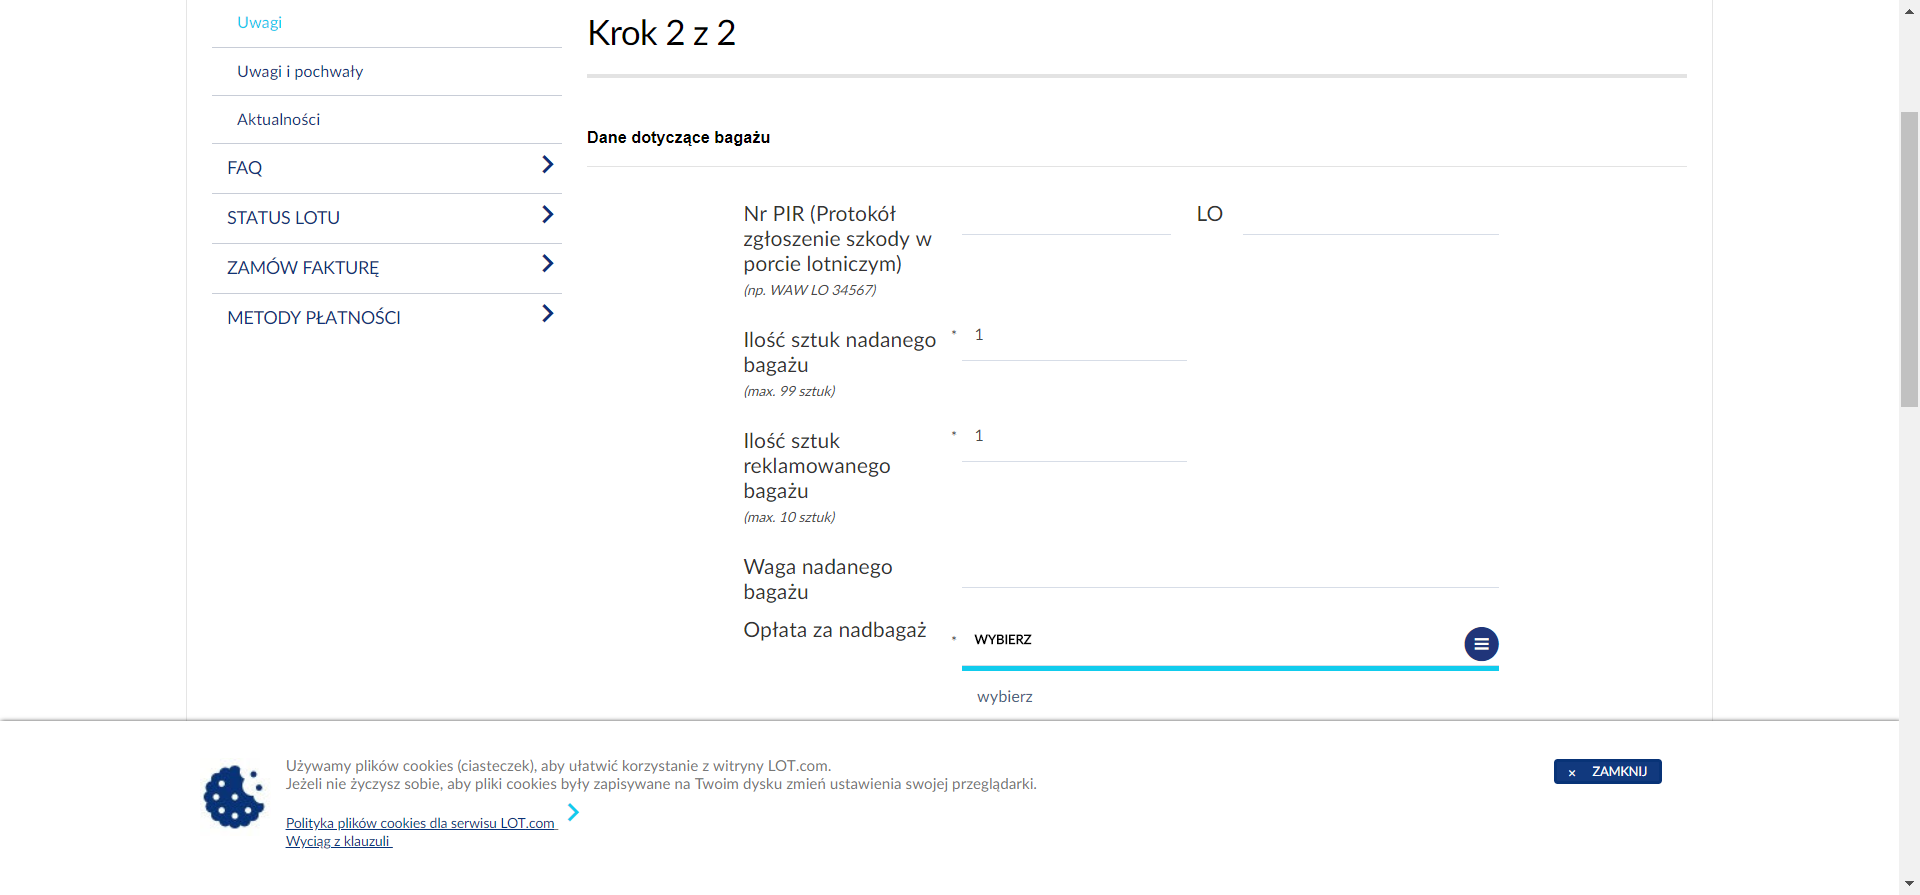 Uwagi
Uwagi i pochwały
Aktualności
FAQ
STATUS LOTU
ZAMÓW FAKTURĘ
METODY PŁATNOŚCI
Krok 2 z 2
Dane dotyczące bagażu
Nr PIR (Protokół
zgłoszenie szkody w
porcie lotniczym)
(np. WAW LO 34567)
LO
Ilość sztuk nadanego
bagażu
(max. 99 sztuk)
* 1
Ilość sztuk
reklamowanego
bagażu
(max. 10 sztuk)
* 1
Waga nadanego
bagażu
Opłata za nadbagaż
* WYBIERZ
wybierz
Używamy plików cookies (ciasteczek), aby ułatwić korzystanie z witryny LOT.com.
Jeżeli nie życzysz sobie, aby pliki cookies były zapisywane na Twoim dysku zmień ustawienia swojej przeglądarki.
Polityka plików cookies dla serwisu LOT.com
Wyciąg z klauzuli
× ZAMKNIJ